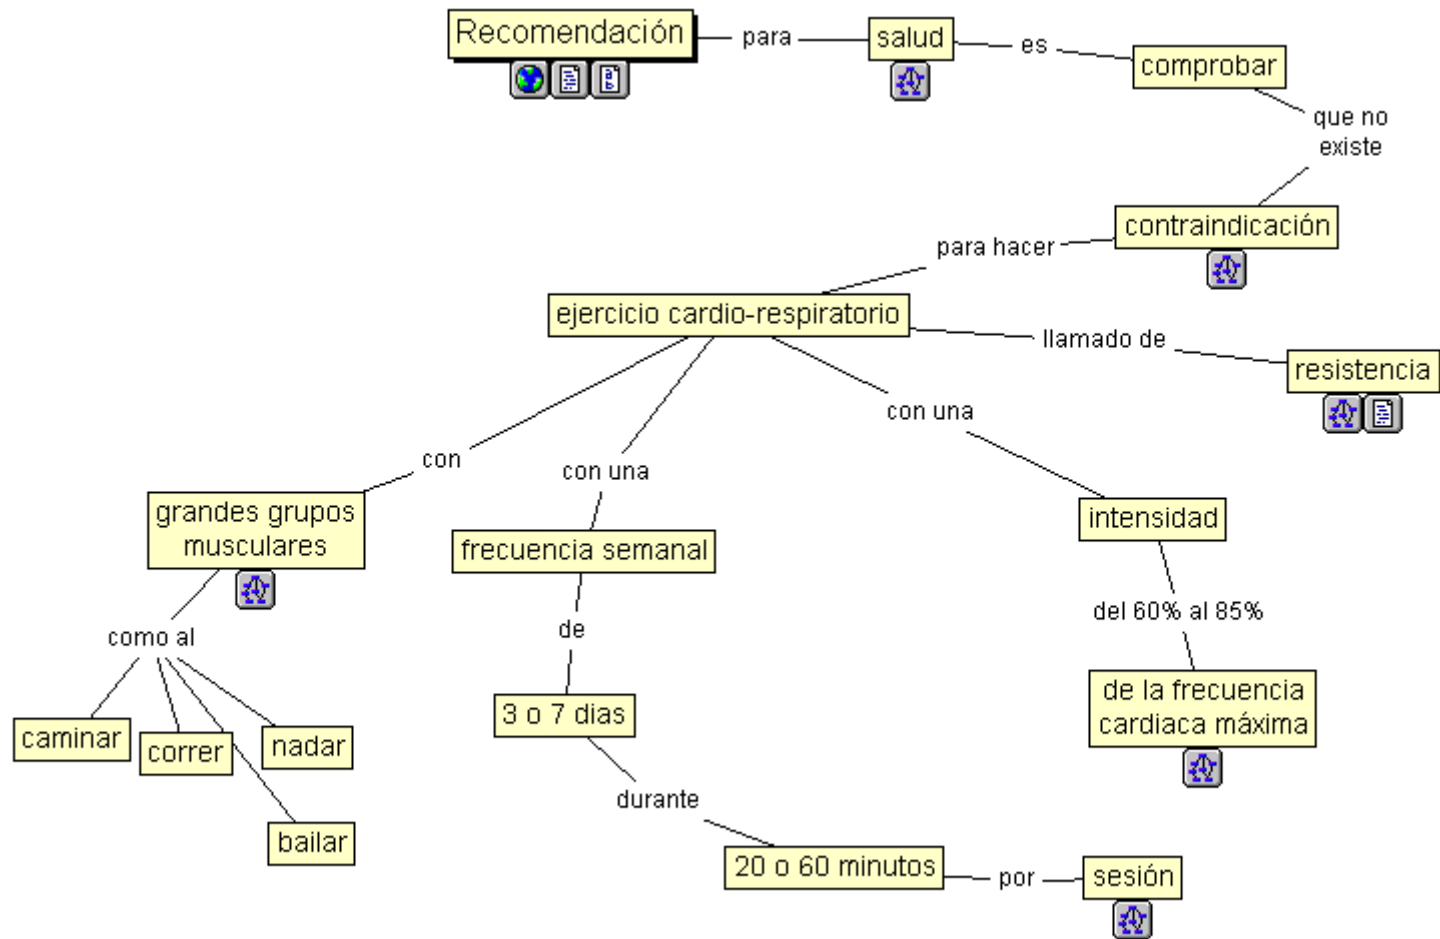 Recomendación
para
salud
es
comprobar
que no
existe
contraindicación
para hacer
ejercicio cardio-respiratorio
llamado de
resistencia
con
grandes grupos
musculares
como al
caminar
correr
nadar
bailar
con una
frecuencia semanal
de
3 o 7 dias
durante
20 o 60 minutos
por
sesión
con una
intensidad
del 60% al 85%
de la frecuencia
cardiaca máxima